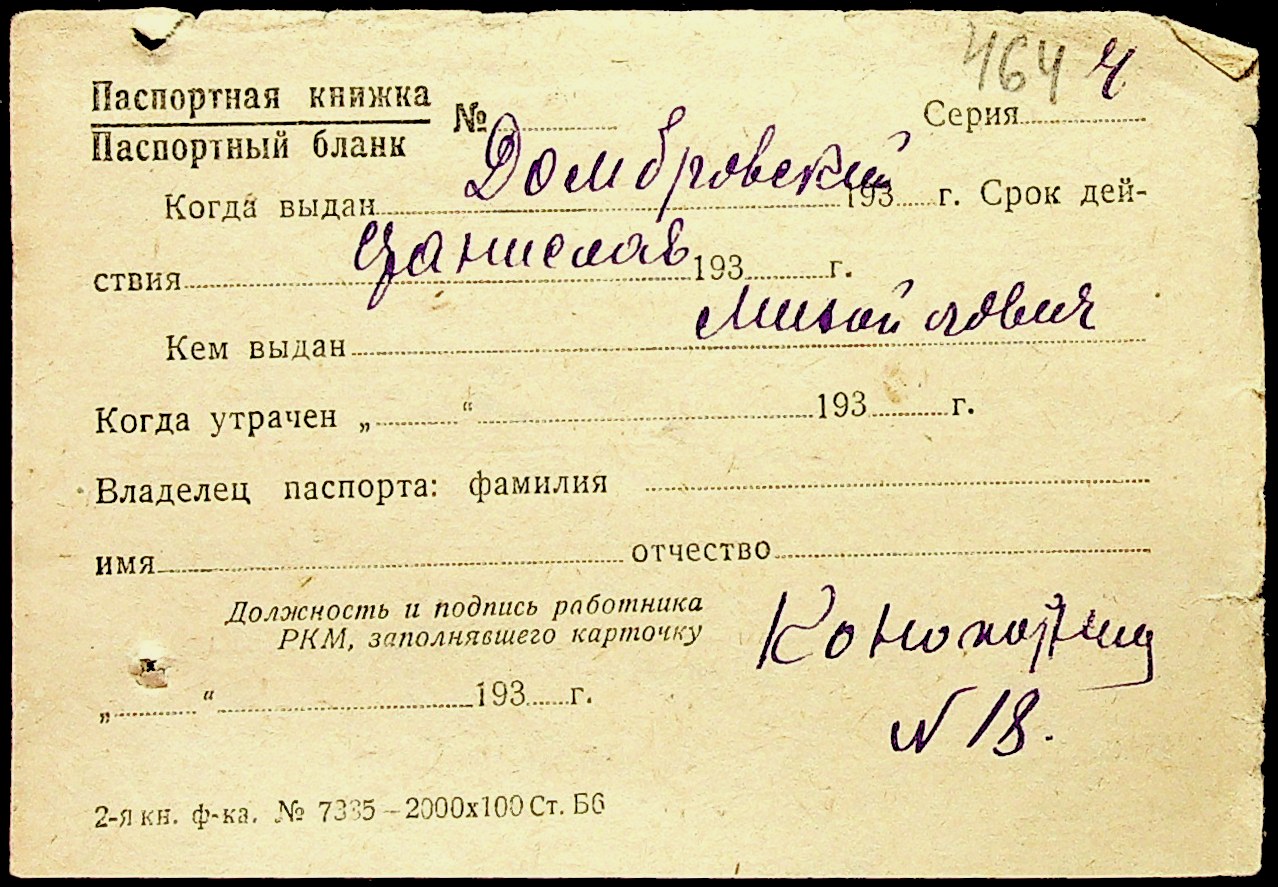 464 4
Паспортная книжка
Паспортный бланк
№ Серия
Домбровский
Когда выдан 193 г. Срок дей-
Станислав
ствия 193 г.
Михайлович
Кем выдан
Когда утрачен „ “ 193 г.
Владелец паспорта: фамилия
имя отчество
Должность и подпись работника
РКМ, заполнявшего карточку
„ “ 193 г.
N 18.
2-я кн. ф-ка. № 7335—2000х100 Ст. Б6